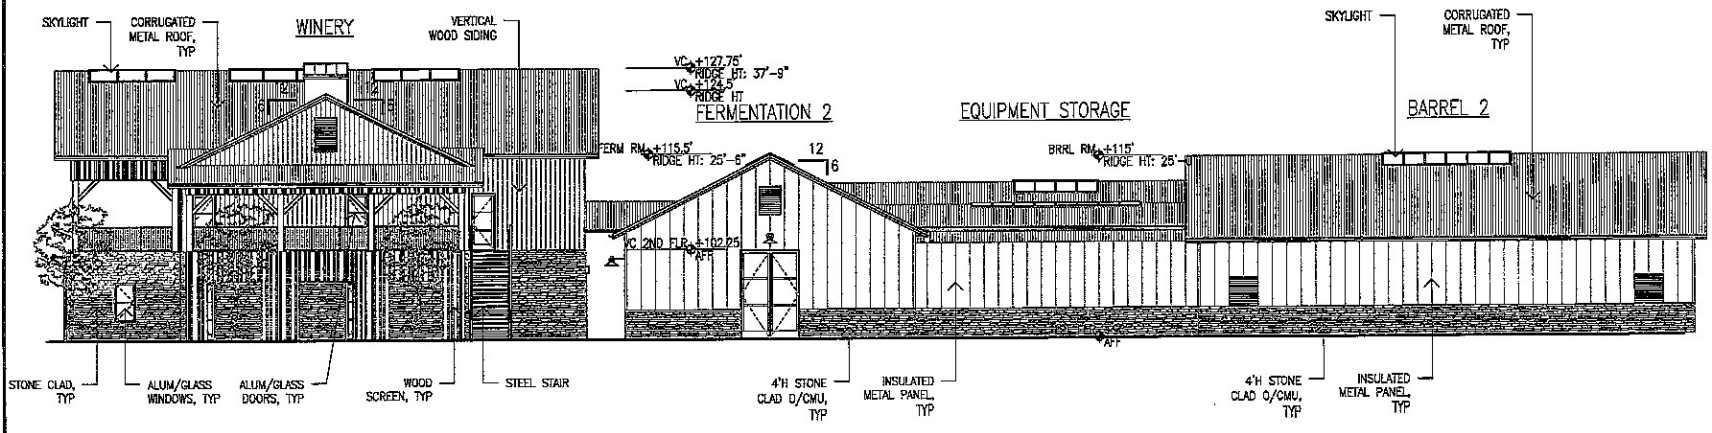 SKYLIGHT
CORRUGATED
METAL ROOF,
TYP
WINERY
VERTICAL
WOOD SIDING
VC +127.75'
RIDGE HT: 37'-9"
VC +124.5'
RIDGE HT
FERMENTATION 2
EQUIPMENT STORAGE
SKYLIGHT
CORRUGATED
METAL ROOF,
TYP
BARREL 2
12
6
12
6
FERM RM +115.5'
RIDGE HT: 25'-6"
12
6
BRRL RM +115'
RIDGE HT: 25'
VC 2ND FLR +102.25
AFF
AFF
STONE CLAD,
TYP
ALUM/GLASS
WINDOWS, TYP
ALUM/GLASS
DOORS, TYP
WOOD
SCREEN, TYP
STEEL STAIR
4'H STONE
CLAD O/CMU,
TYP
INSULATED
METAL PANEL,
TYP
4'H STONE
CLAD O/CMU,
TYP
INSULATED
METAL PANEL,
TYP